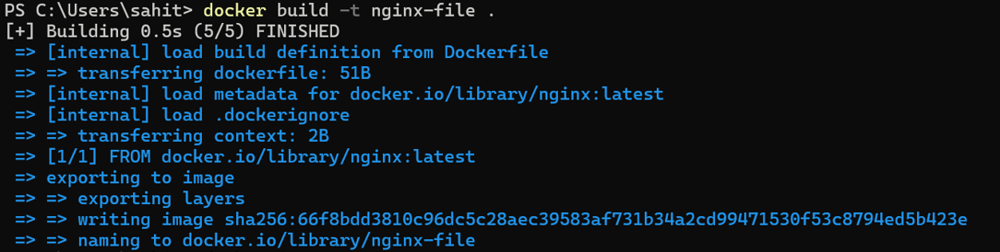 PS C:\Users\sahit> docker build -t nginx-file .
[+] Building 0.5s (5/5) FINISHED
=> [internal] load build definition from Dockerfile
=> => transferring dockerfile: 51B
=> [internal] load metadata for docker.io/library/nginx:latest
=> [internal] load .dockerignore
=> => transferring context: 2B
=> [1/1] FROM docker.io/library/nginx:latest
=> exporting to image
=> => exporting layers
=> => writing image sha256:66f8bdd3810c96dc5c28aec39583af731b34a2cd99471530f53c8794ed5b423e
=> => naming to docker.io/library/nginx-file